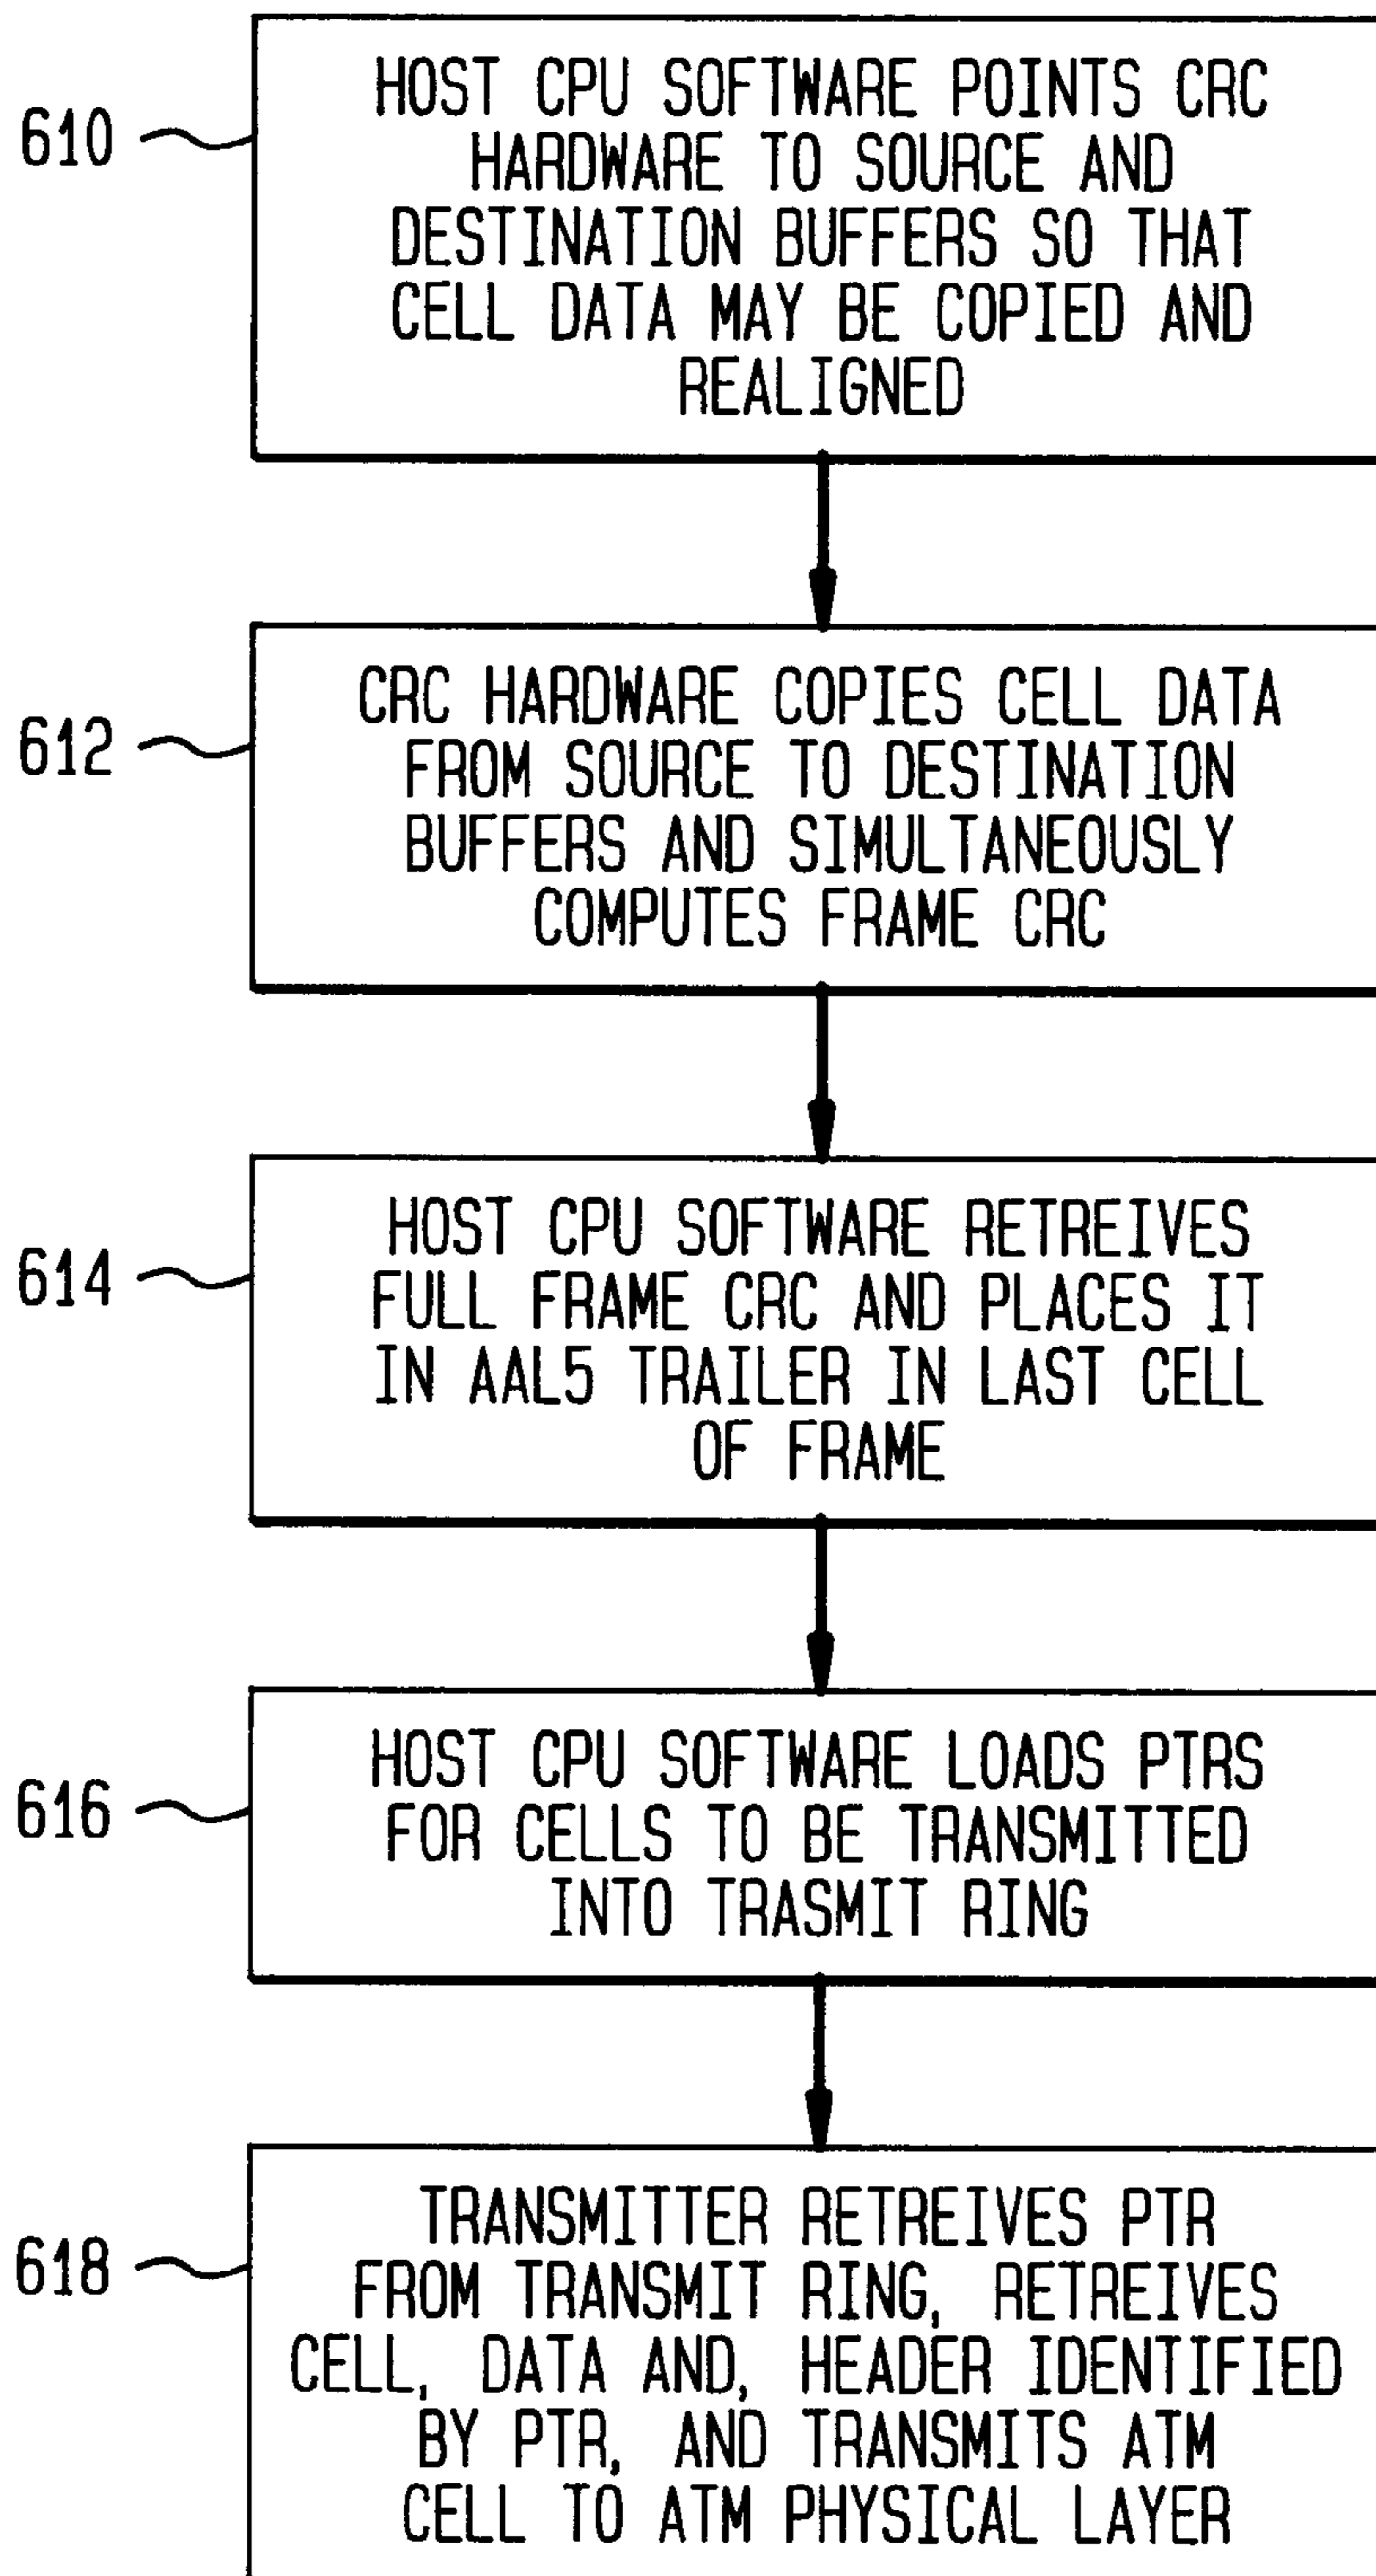 610
HOST CPU SOFTWARE POINTS CRC
HARDWARE TO SOURCE AND
DESTINATION BUFFERS SO THAT
CELL DATA MAY BE COPIED AND
REALIGNED
612
CRC HARDWARE COPIES CELL DATA
FROM SOURCE TO DESTINATION
BUFFERS AND SIMULTANEOUSLY
COMPUTES FRAME CRC
614
HOST CPU SOFTWARE RETREIVES
FULL FRAME CRC AND PLACES IT
IN AAL5 TRAILER IN LAST CELL
OF FRAME
616
HOST CPU SOFTWARE LOADS PTRS
FOR CELLS TO BE TRANSMITTED
INTO TRASMIT RING
618
TRANSMITTER RETREIVES PTR
FROM TRANSMIT RING, RETREIVES
CELL, DATA AND, HEADER IDENTIFIED
BY PTR, AND TRANSMITS ATM
CELL TO ATM PHYSICAL LAYER